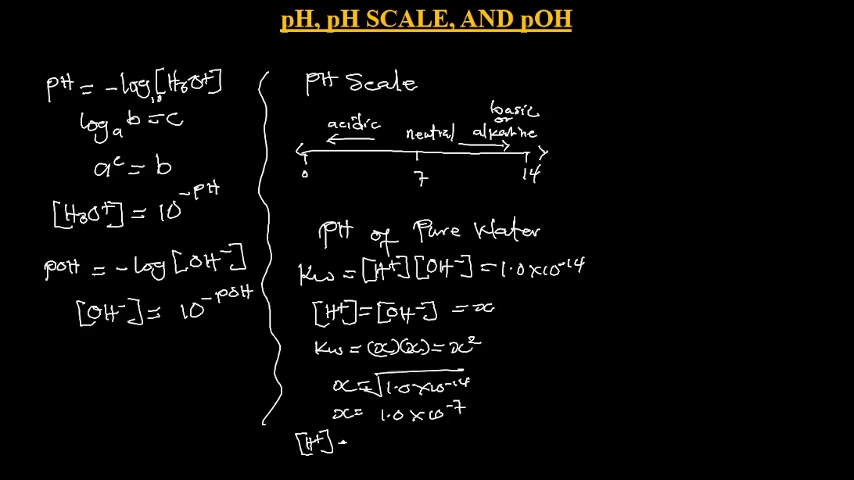 pH, pH SCALE, AND pOH
pH = -log₁₀[H₃O⁺]
logₐ b = c
aᶜ = b
[H₃O⁺] = 10^-pH
pOH = -log[OH⁻]
[OH⁻] = 10^-pOH
pH Scale
acidic neutral basic or alkaline
0 7 14
pH of Pure Water
Kw = [H⁺][OH⁻] = 1.0 x 10⁻¹⁴
[H⁺] = [OH⁻] = x
Kw = (x)(x) = x²
x = √1.0 x 10⁻¹⁴
x = 1.0 x 10⁻⁷
[H⁺] -